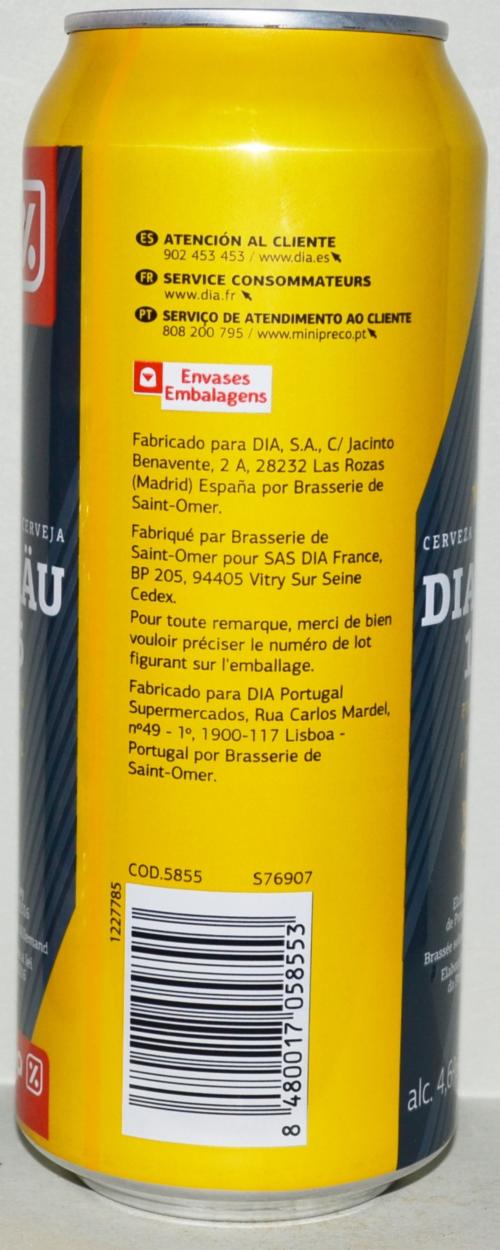 ES ATENCIÓN AL CLIENTE
902 453 453 / www.dia.es
FR SERVICE CONSOMMATEURS
www.dia.fr
PT SERVIÇO DE ATENDIMENTO AO CLIENTE
808 200 795 / www.minipreco.pt
Envases
Embalagens
Fabricado para DIA, S.A., C/ Jacinto
Benavente, 2 A, 28232 Las Rozas
(Madrid) España por Brasserie de
Saint-Omer.
Fabriqué par Brasserie de
Saint-Omer pour SAS DIA France,
BP 205, 94405 Vitry Sur Seine
Cedex.
Pour toute remarque, merci de bien
vouloir préciser le numéro de lot
figurant sur l'emballage.
Fabricado para DIA Portugal
Supermercados, Rua Carlos Mardel,
nº49 - 1º, 1900-117 Lisboa -
Portugal por Brasserie de
Saint-Omer.
COD.5855 S76907
1227785
8 480017 058553
CERVEZA
DIA
alc. 4,6
ERVEJA
ÄU